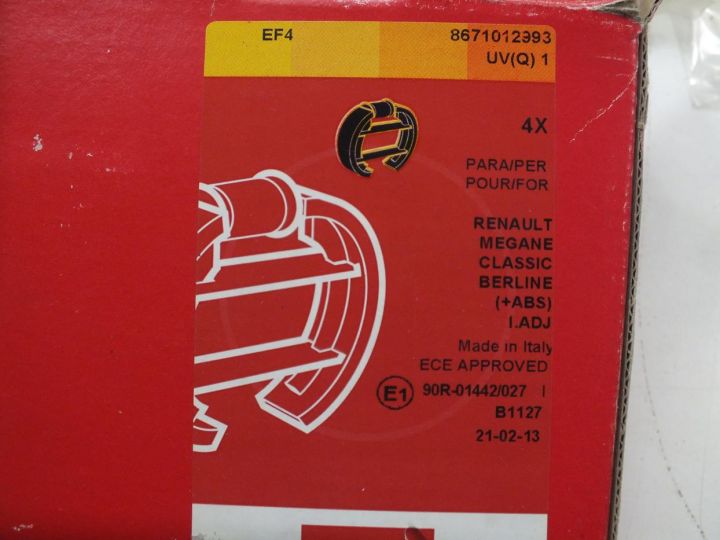 EF4 8671012993
UV(Q) 1
4X
PARA/PER
POUR/FOR
RENAULT
MEGANE
CLASSIC
BERLINE
(+ABS)
I.ADJ
Made in Italy
ECE APPROVED
E1 90R-01442/027 I
B1127
21-02-13